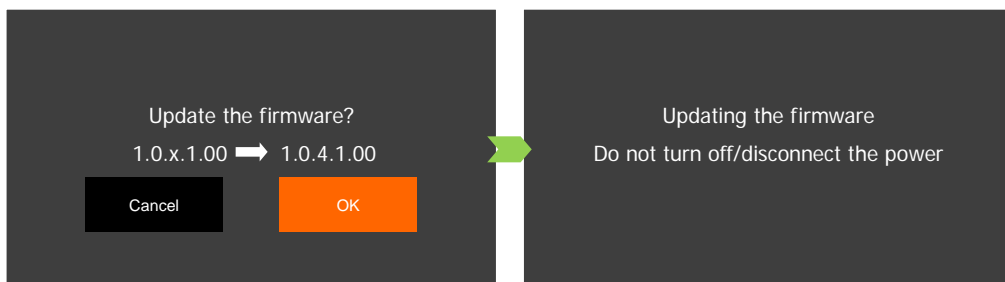 Update the firmware?
1.0.x.1.00 1.0.4.1.00
Cancel
OK
Updating the firmware
Do not turn off/disconnect the power